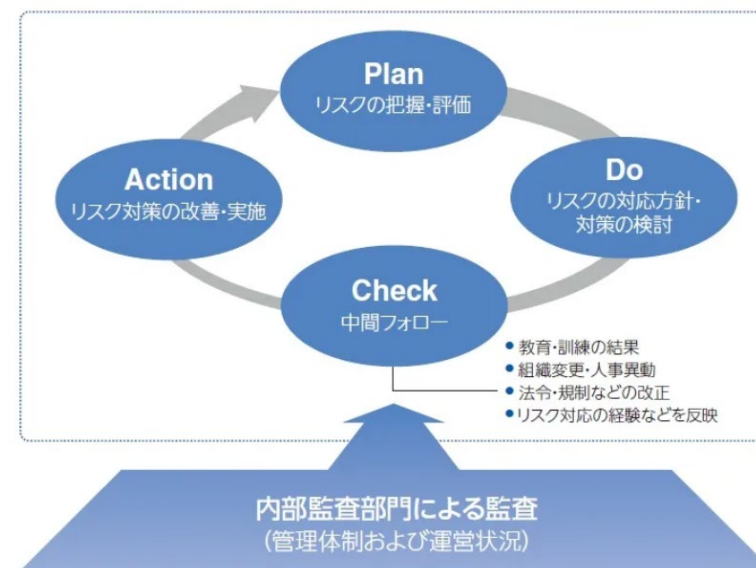 Plan
リスクの把握・評価
Do
リスクの対応方針・
対策の検討
Check
中間フォロー
Action
リスク対策の改善・実施
● 教育・訓練の結果
● 組織変更・人事異動
● 法令・規制などの改正
● リスク対応の経験などを反映
内部監査部門による監査
(管理体制および運営状況)